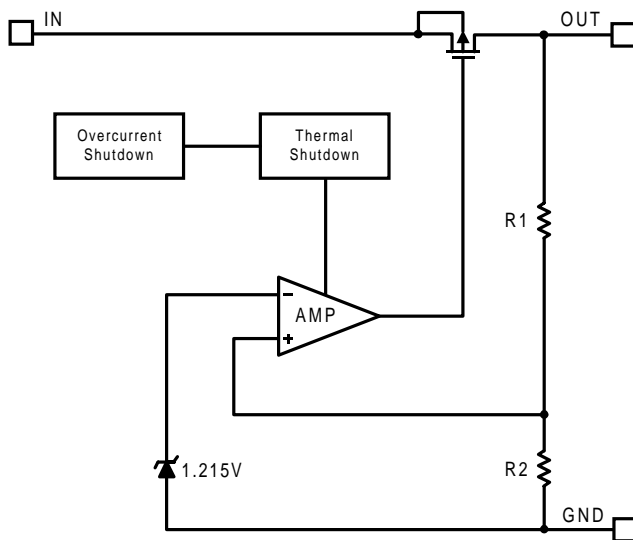 IN
OUT
Overcurrent
Shutdown
Thermal
Shutdown
R1
−
AMP
+
1.215V
R2
GND